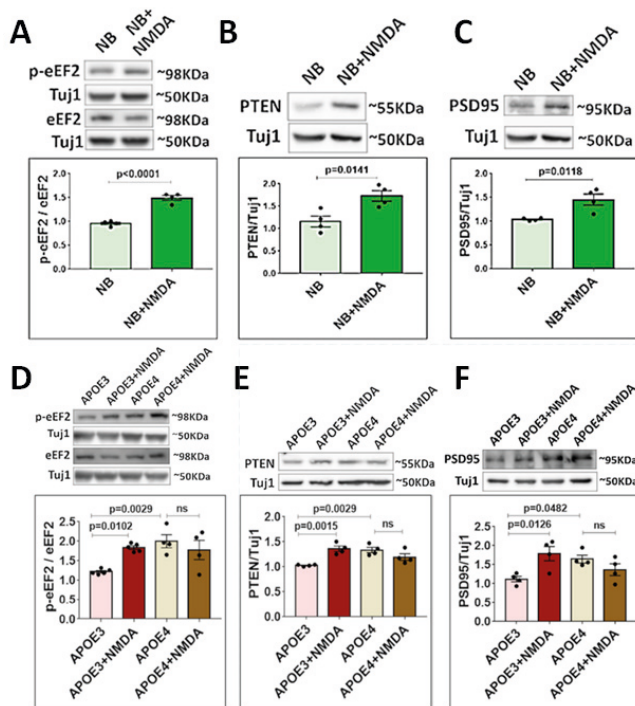 A
NB
NB+
NMDA
p-eEF2
~98KDa
Tuj1
~50KDa
eEF2
~98KDa
Tuj1
~50KDa
p<0.0001
p-eEF2 / eEF2
2.0
1.5
1.0
0.5
0.0
NB
NB+NMDA
B
NB
NB+NMDA
PTEN
~55KDa
Tuj1
~50KDa
p=0.0141
PTEN/Tuj1
2.0
1.5
1.0
0.5
0.0
NB
NB+NMDA
C
NB
NB+NMDA
PSD95
~95KDa
Tuj1
~50KDa
p=0.0118
PSD95/Tuj1
2.0
1.5
1.0
0.5
0.0
NB
NB+NMDA
D
APOE3
APOE3+NMDA
APOE4
APOE4+NMDA
p-eEF2
~98KDa
Tuj1
~50KDa
eEF2
~98KDa
Tuj1
~50KDa
p=0.0029
p=0.0102
ns
p-eEF2 / eEF2
2.5
2.0
1.5
1.0
0.5
0.0
APOE3
APOE3+NMDA
APOE4
APOE4+NMDA
E
APOE3
APOE3+NMDA
APOE4
APOE4+NMDA
PTEN
~55KDa
Tuj1
~50KDa
p=0.0029
p=0.0015
ns
PTEN/Tuj1
2.0
1.5
1.0
0.5
0.0
APOE3
APOE3+NMDA
APOE4
APOE4+NMDA
F
APOE3
APOE3+NMDA
APOE4
APOE4+NMDA
PSD95
~95KDa
Tuj1
~50KDa
p=0.0482
p=0.0126
ns
PSD95/Tuj1
2.5
2.0
1.5
1.0
0.5
0.0
APOE3
APOE3+NMDA
APOE4
APOE4+NMDA